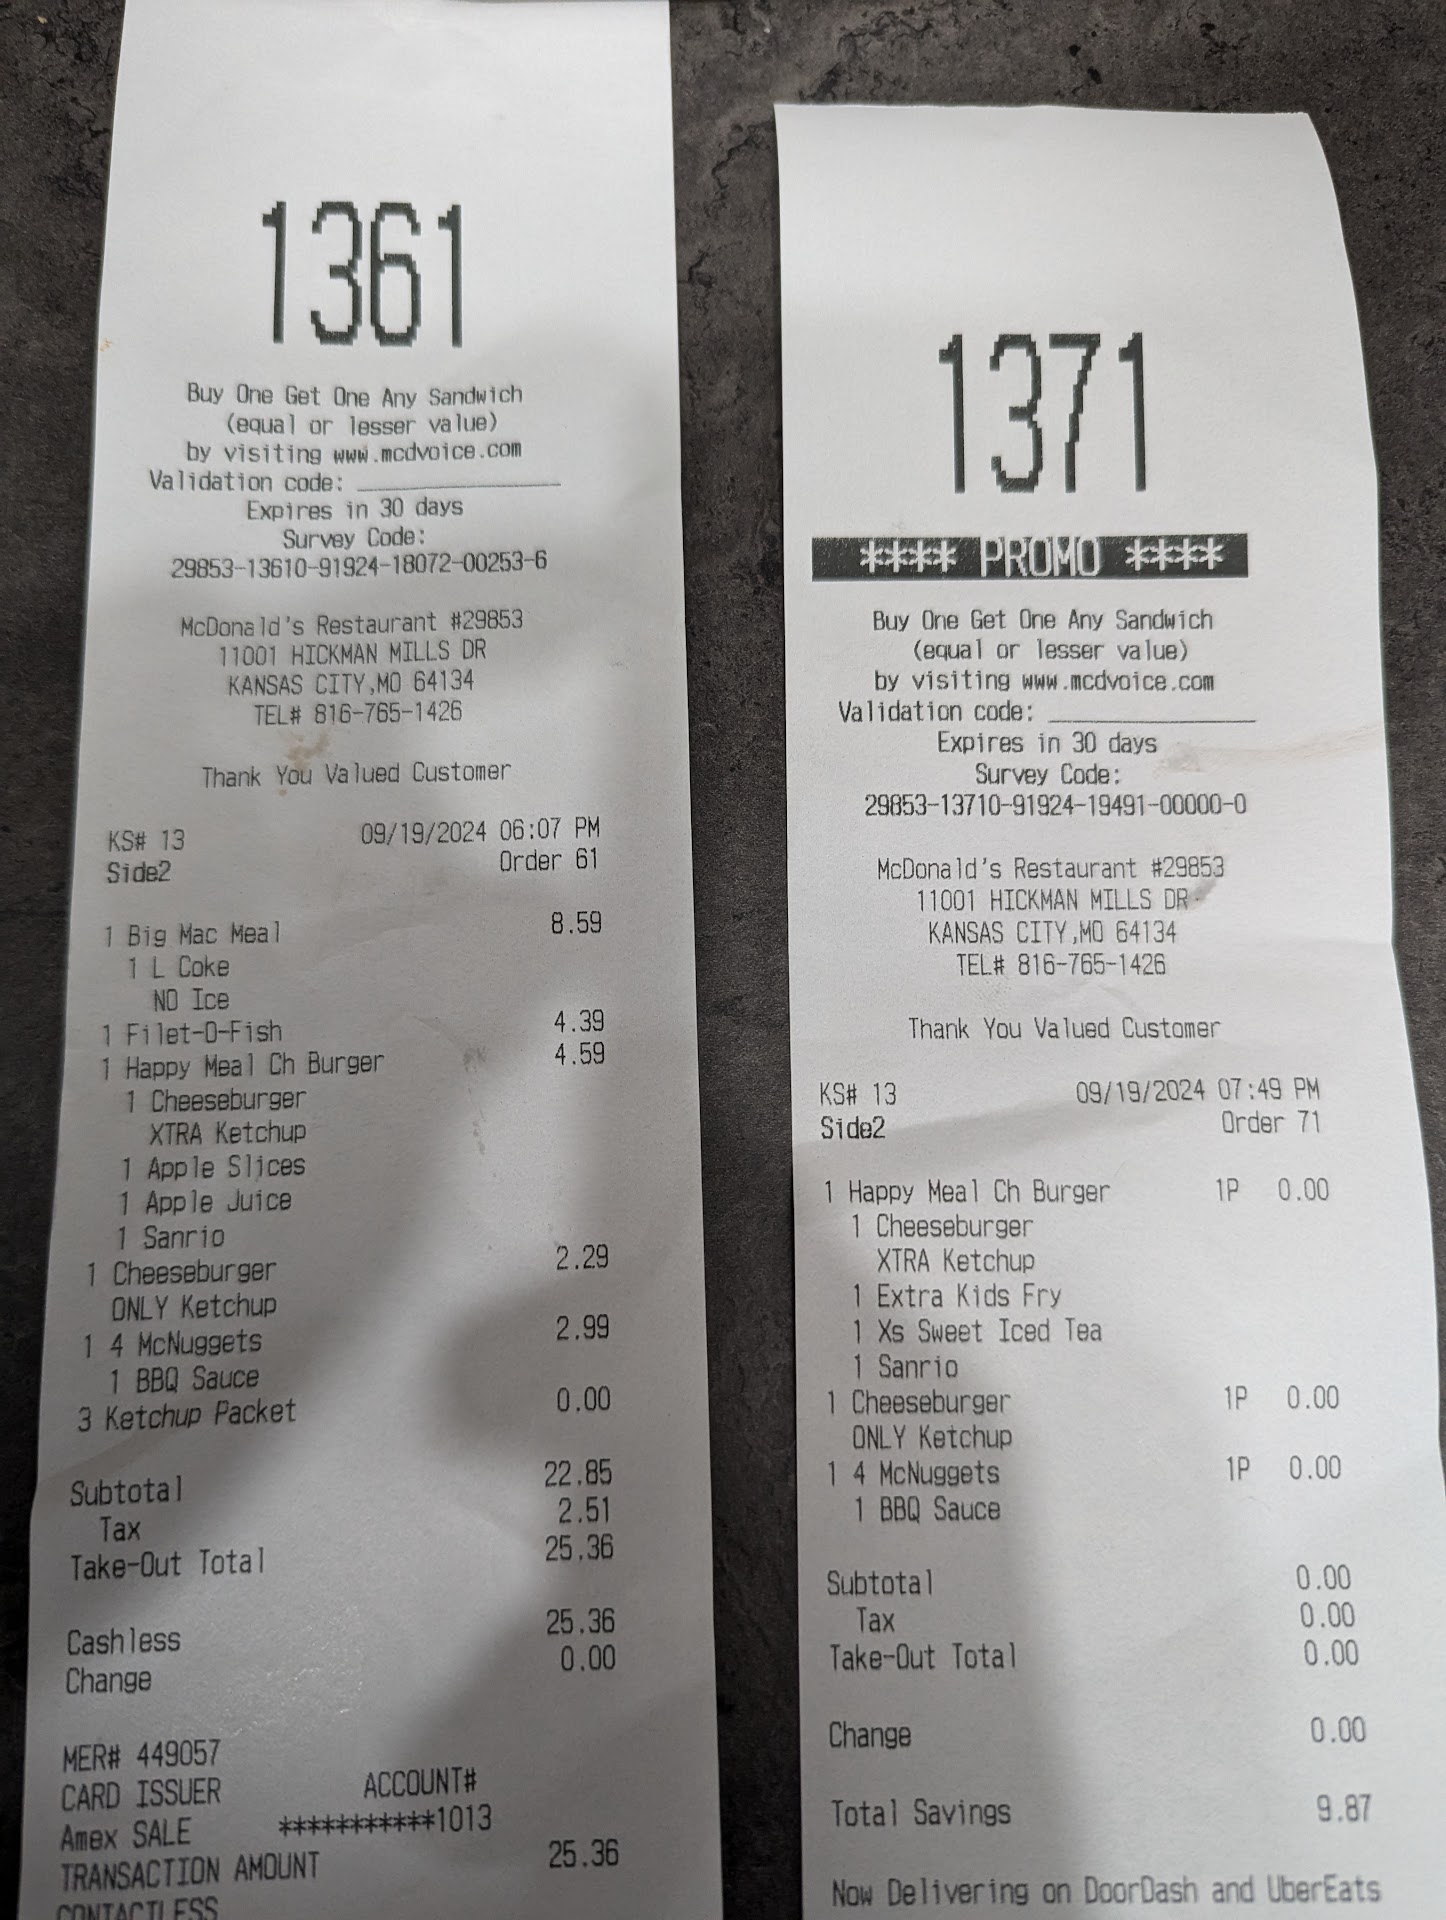 1361
Buy One Get One Any Sandwich
(equal or lesser value)
by visiting www.mcdvoice.com
Validation code: _______________
Expires in 30 days
Survey Code:
29853-13610-91924-18072-00253-6
McDonald's Restaurant #29853
11001 HICKMAN MILLS DR
KANSAS CITY,MO 64134
TEL# 816-765-1426
Thank You Valued Customer
KS# 13 09/19/2024 06:07 PM
Side2 Order 61
1 Big Mac Meal 8.59
1 L Coke
NO Ice
1 Filet-O-Fish 4.39
1 Happy Meal Ch Burger 4.59
1 Cheeseburger
XTRA Ketchup
1 Apple Slices
1 Apple Juice
1 Sanrio
1 Cheeseburger 2.29
ONLY Ketchup
1 4 McNuggets 2.99
1 BBQ Sauce
3 Ketchup Packet 0.00
Subtotal 22.85
Tax 2.51
Take-Out Total 25.36
Cashless 25.36
Change 0.00
MER# 449057
CARD ISSUER ACCOUNT#
Amex SALE ***********1013
TRANSACTION AMOUNT 25.36
CONTACTLESS
1371
**** PROMO ****
Buy One Get One Any Sandwich
(equal or lesser value)
by visiting www.mcdvoice.com
Validation code: _______________
Expires in 30 days
Survey Code:
29853-13710-91924-19491-00000-0
McDonald's Restaurant #29853
11001 HICKMAN MILLS DR
KANSAS CITY,MO 64134
TEL# 816-765-1426
Thank You Valued Customer
KS# 13 09/19/2024 07:49 PM
Side2 Order 71
1 Happy Meal Ch Burger 1P 0.00
1 Cheeseburger
XTRA Ketchup
1 Extra Kids Fry
1 Xs Sweet Iced Tea
1 Sanrio
1 Cheeseburger 1P 0.00
ONLY Ketchup
1 4 McNuggets 1P 0.00
1 BBQ Sauce
Subtotal 0.00
Tax 0.00
Take-Out Total 0.00
Change 0.00
Total Savings 9.87
Now Delivering on DoorDash and UberEats